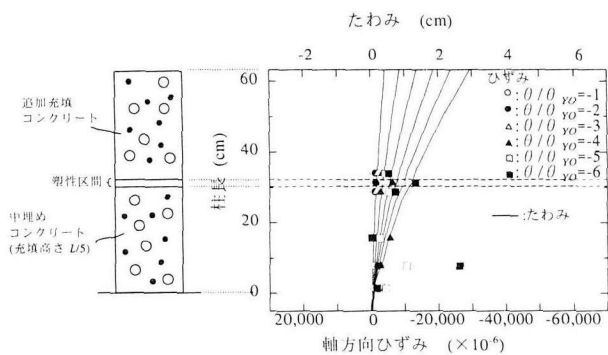 たわみ (cm)
-2 0 2 4 6
60
40
20
0
柱長 (cm)
追加充填
コンクリート
塑性区間
中埋め
コンクリート
(充填高さ L/5)
ひずみ
○:θ/θYO=-1
●:θ/θYO=-2
△:θ/θYO=-3
▲:θ/θYO=-4
□:θ/θYO=-5
■:θ/θYO=-6
―:たわみ
20,000 0 -20,000 -40,000 -60,000
軸方向ひずみ (×10⁻⁶)